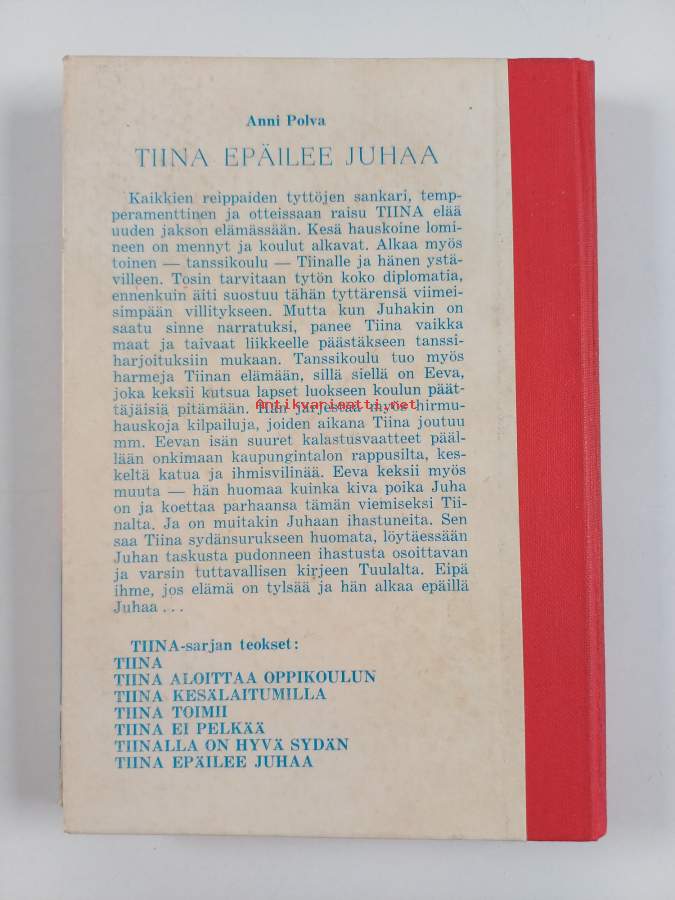 Anni Polva
TIINA EPÄILEE JUHAA
Kaikkien reippaiden tyttöjen sankari, temp-
peramenttinen ja otteissaan raisu TIINA elää
uuden jakson elämässään. Kesä hauskoine lomi-
neen on mennyt ja koulut alkavat. Alkaa myös
toinen — tanssikoulu — Tiinalle ja hänen ystä-
villeen. Tosin tarvitaan tytön koko diplomatia,
ennenkuin äiti suostuu tähän tyttärensä viimei-
simpään villitykseen. Mutta kun Juhakin on
saatu sinne narratuksi, panee Tiina vaikka
maat ja taivaat liikkeelle päästäkseen tanssi-
harjoituksiin mukaan. Tanssikoulu tuo myös
harmeja Tiinan elämään, sillä siellä on Eeva,
joka keksii kutsua lapset luokseen koulun päät-
täjäisiä pitämään. Hän järjestää myös hirmu-
Antikvariaatti.net
hauskoja kilpailuja, joiden aikana Tiina joutuu
mm. Eevan isän suuret kalastusvaatteet pääl-
lään onkimaan kaupungintalon rappusilta, kes-
keltä katua ja ihmisvilinää. Eeva keksii myös
muuta — hän huomaa kuinka kiva poika Juha
on ja koettaa parhaansa tämän viemiseksi Tii-
nalta. Ja on muitakin Juhaan ihastuneita. Sen
saa Tiina sydänsurukseen huomata, löytäessään
Juhan taskusta pudonneen ihastusta osoittavan
ja varsin tuttavallisen kirjeen Tuulalta. Eipä
ihme, jos elämä on tylsää ja hän alkaa epäillä
Juhaa ...
TIINA-sarjan teokset:
TIINA
TIINA ALOITTAA OPPIKOULUN
TIINA KESÄLAITUMILLA
TIINA TOIMII
TIINA EI PELKÄÄ
TIINALLA ON HYVÄ SYDÄN
TIINA EPÄILEE JUHAA